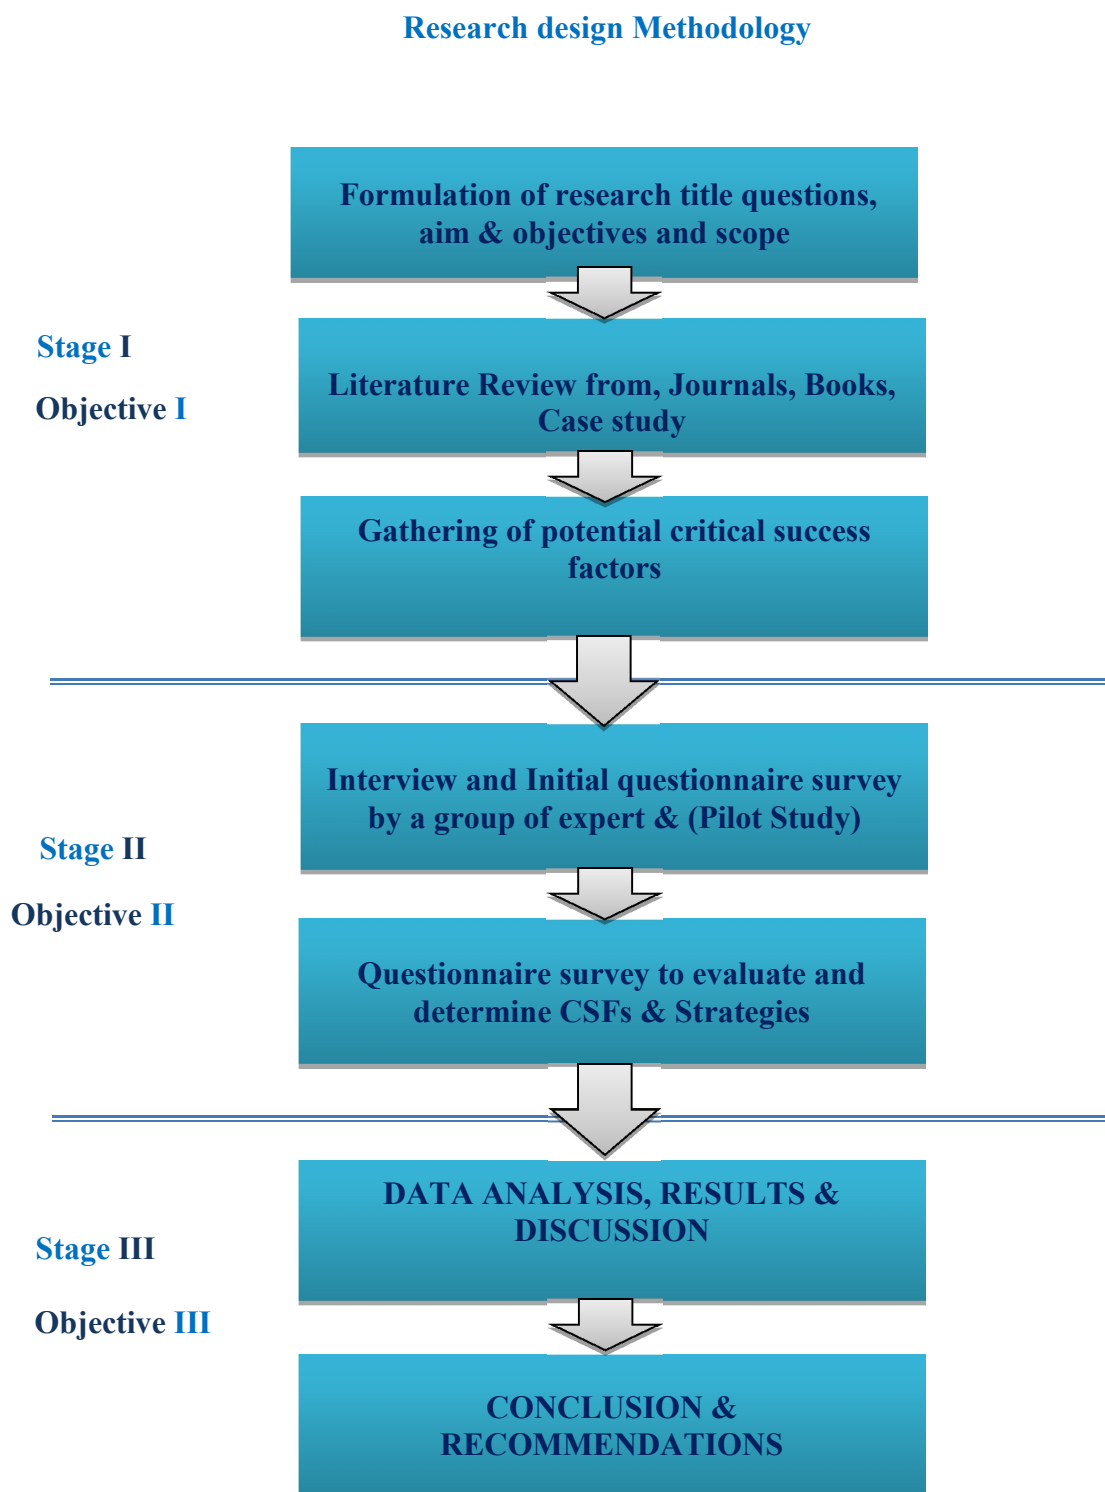 Research design Methodology
Formulation of research title questions,
aim & objectives and scope
Stage I
Objective I
Literature Review from, Journals, Books,
Case study
Gathering of potential critical success
factors
Interview and Initial questionnaire survey
by a group of expert & (Pilot Study)
Stage II
Objective II
Questionnaire survey to evaluate and
determine CSFs & Strategies
DATA ANALYSIS, RESULTS &
DISCUSSION
Stage III
Objective III
CONCLUSION &
RECOMMENDATIONS